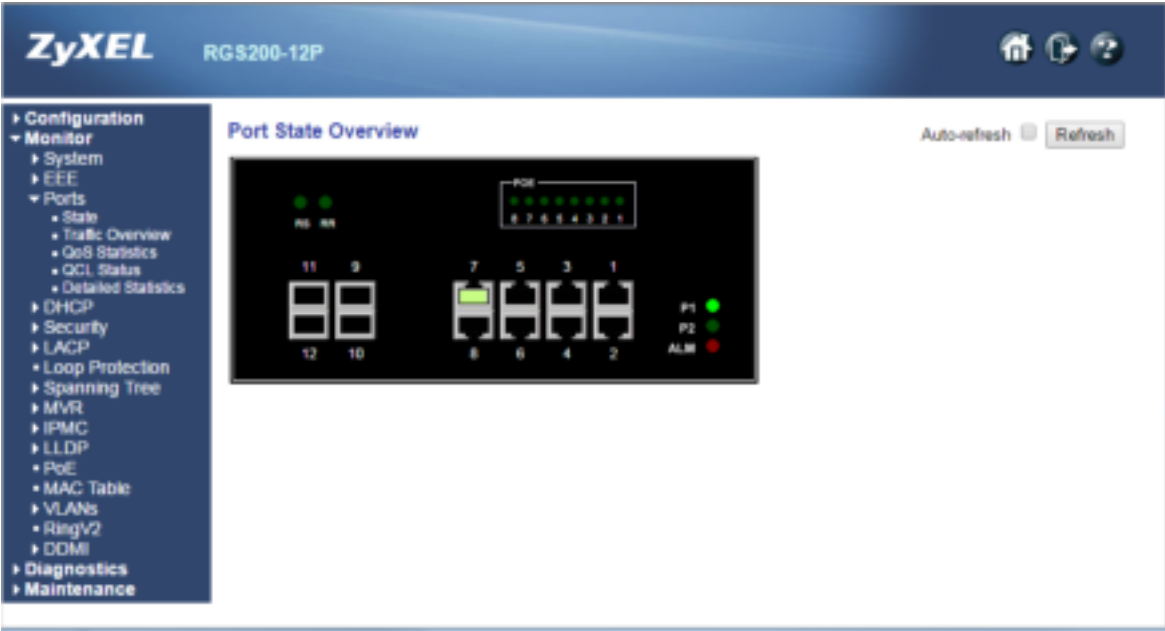 ZyXEL RGS200-12P
Configuration
Monitor
System
EEE
Ports
State
Traffic Overview
QoS Statistics
QCL Status
Detailed Statistics
DHCP
Security
LACP
Loop Protection
Spanning Tree
MVR
IPMC
LLDP
PoE
MAC Table
VLANs
RingV2
DDMI
Diagnostics
Maintenance
Port State Overview
Auto-refresh Refresh
POE
RS RR
8 7 6 5 4 3 2 1
11 9 7 5 3 1
P1
P2
ALM
12 10 8 6 4 2